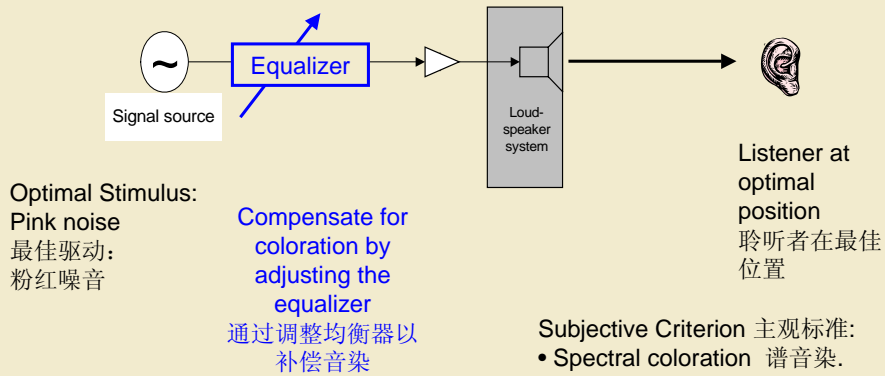 ~
Equalizer
Signal source
Loud-
speaker
system
Optimal Stimulus:
Pink noise
最佳驱动：
粉红噪音
Compensate for
coloration by
adjusting the
equalizer
通过调整均衡器以
补偿音染
Listener at
optimal
position
聆听者在最佳
位置
Subjective Criterion 主观标准:
• Spectral coloration 谱音染.